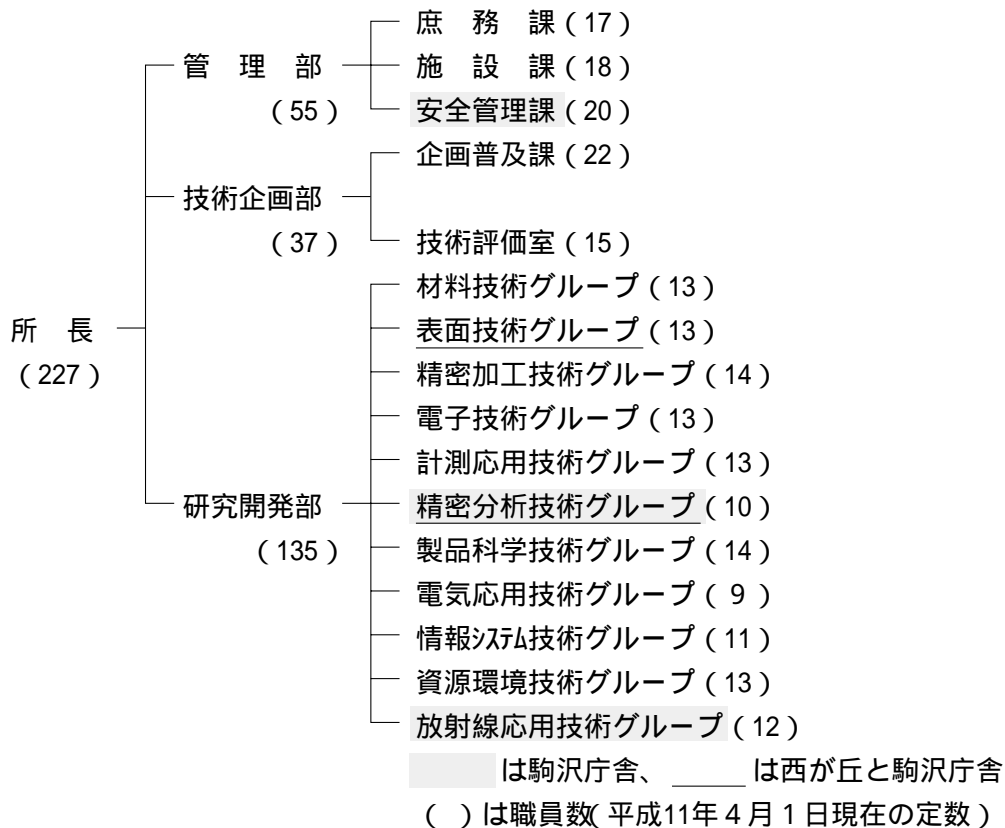 庶　務　課(17)
管　理　部
施　設　課(18)
(55)
安全管理課(20)
企画普及課(22)
技術企画部
(37)
技術評価室(15)
材料技術グループ(13)
所　長
表面技術グループ(13)
(227)
精密加工技術グループ(14)
電子技術グループ(13)
計測応用技術グループ(13)
研究開発部
精密分析技術グループ(10)
(135)
製品科学技術グループ(14)
電気応用技術グループ( 9 )
情報ｼｽﾃﾑ技術グループ(11)
資源環境技術グループ(13)
放射線応用技術グループ(12)
は駒沢庁舎、　　　は西が丘と駒沢庁舎
(　)は職員数(平成11年4月1日現在の定数)